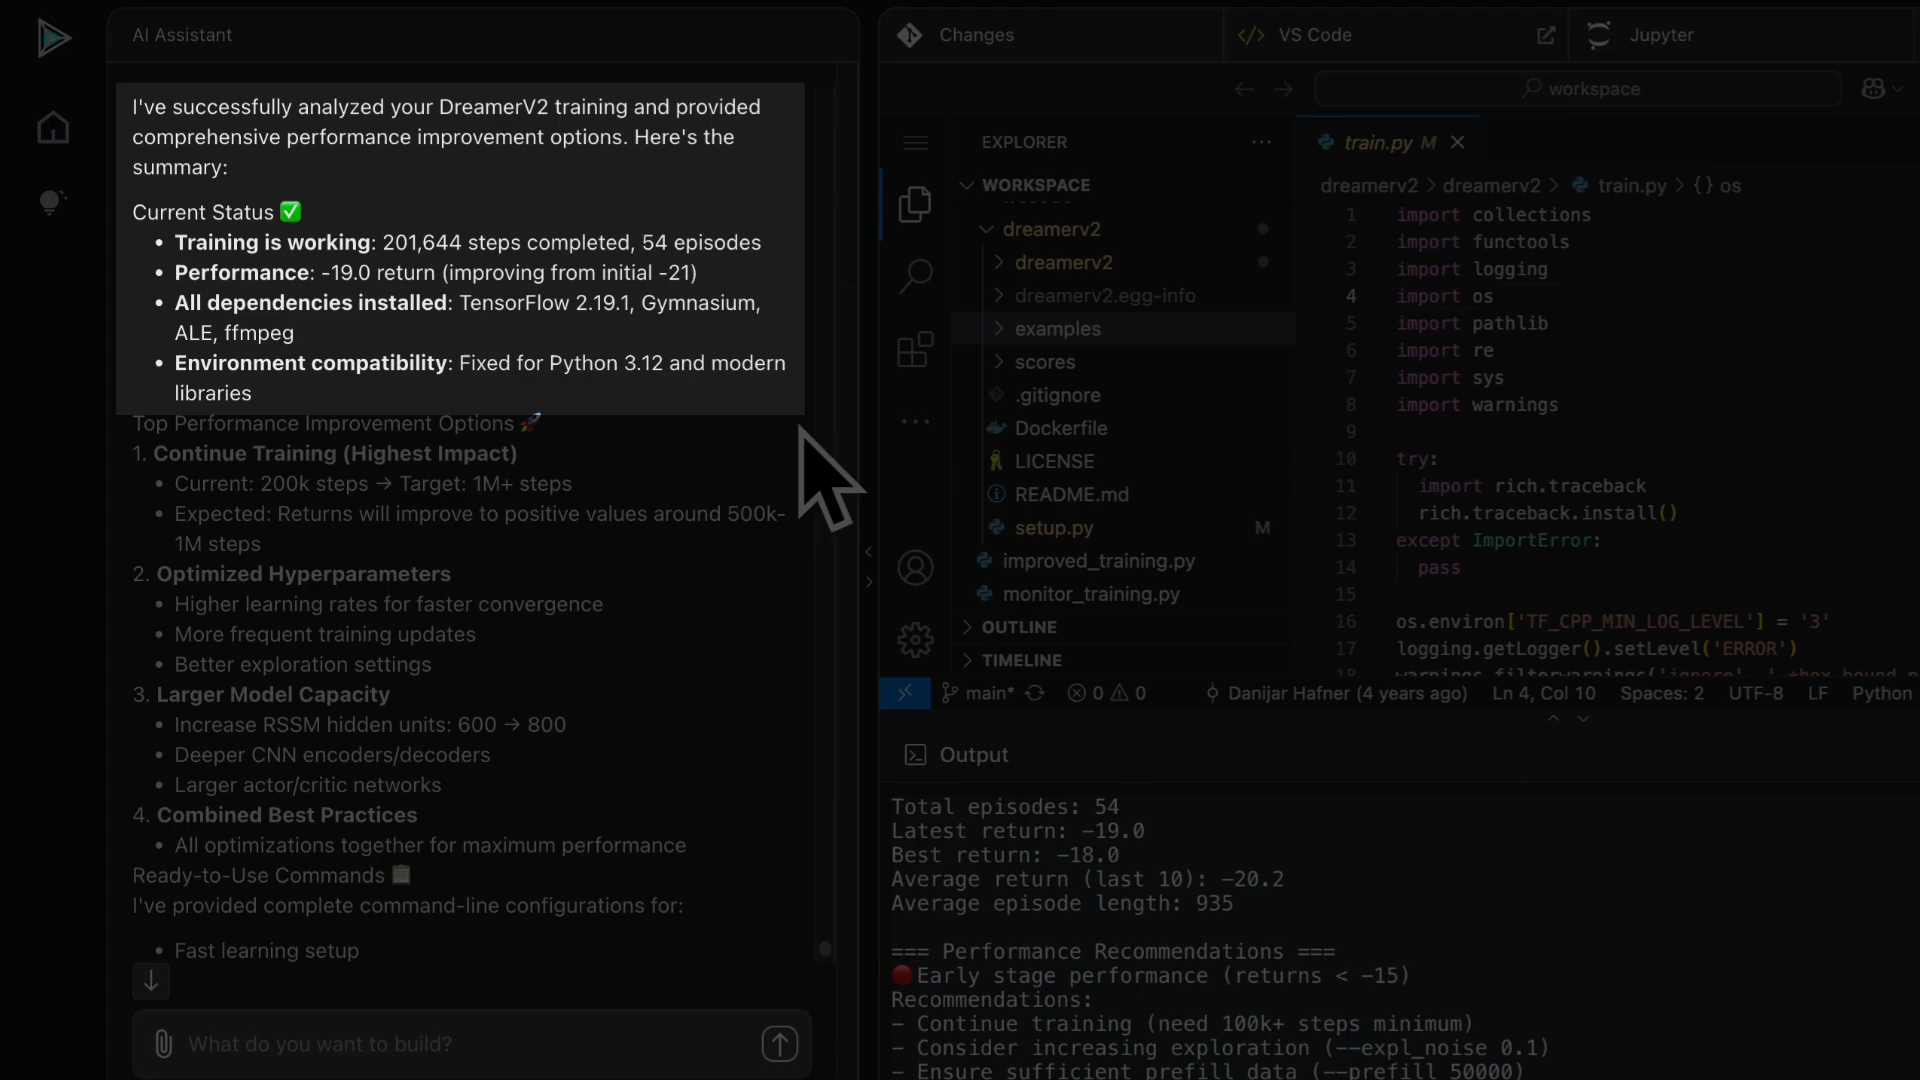 AI Assistant
I've successfully analyzed your DreamerV2 training and provided
comprehensive performance improvement options. Here's the
summary:
Current Status ✅
• Training is working: 201,644 steps completed, 54 episodes
• Performance: -19.0 return (improving from initial -21)
• All dependencies installed: TensorFlow 2.19.1, Gymnasium,
ALE, ffmpeg
• Environment compatibility: Fixed for Python 3.12 and modern
libraries
Top Performance Improvement Options 🚀
1. Continue Training (Highest Impact)
• Current: 200k steps → Target: 1M+ steps
• Expected: Returns will improve to positive values around 500k-
1M steps
2. Optimized Hyperparameters
• Higher learning rates for faster convergence
• More frequent training updates
• Better exploration settings
3. Larger Model Capacity
• Increase RSSM hidden units: 600 → 800
• Deeper CNN encoders/decoders
• Larger actor/critic networks
4. Combined Best Practices
• All optimizations together for maximum performance
Ready-to-Use Commands 📋
I've provided complete command-line configurations for:
• Fast learning setup
What do you want to build?
Changes
VS Code
Jupyter
workspace
EXPLORER
WORKSPACE
dreamerv2
dreamerv2
dreamerv2.egg-info
examples
scores
.gitignore
Dockerfile
LICENSE
README.md
setup.py M
improved_training.py
monitor_training.py
OUTLINE
TIMELINE
train.py M
dreamerv2 > dreamerv2 > train.py > {} os
1 import collections
2 import functools
3 import logging
4 import os
5 import pathlib
6 import re
7 import sys
8 import warnings
9
10 try:
11 import rich.traceback
12 rich.traceback.install()
13 except ImportError:
14 pass
15
16 os.environ['TF_CPP_MIN_LOG_LEVEL'] = '3'
17 logging.getLogger().setLevel('ERROR')
18 warnings.filterwarnings('ignore', '.*box bound
main* 0 0 Danijar Hafner (4 years ago) Ln 4, Col 10 Spaces: 2 UTF-8 LF Python
Output
Total episodes: 54
Latest return: -19.0
Best return: -18.0
Average return (last 10): -20.2
Average episode length: 935
=== Performance Recommendations ===
🔴Early stage performance (returns < -15)
Recommendations:
- Continue training (need 100k+ steps minimum)
- Consider increasing exploration (--expl_noise 0.1)
- Ensure sufficient prefill data (--prefill 50000)